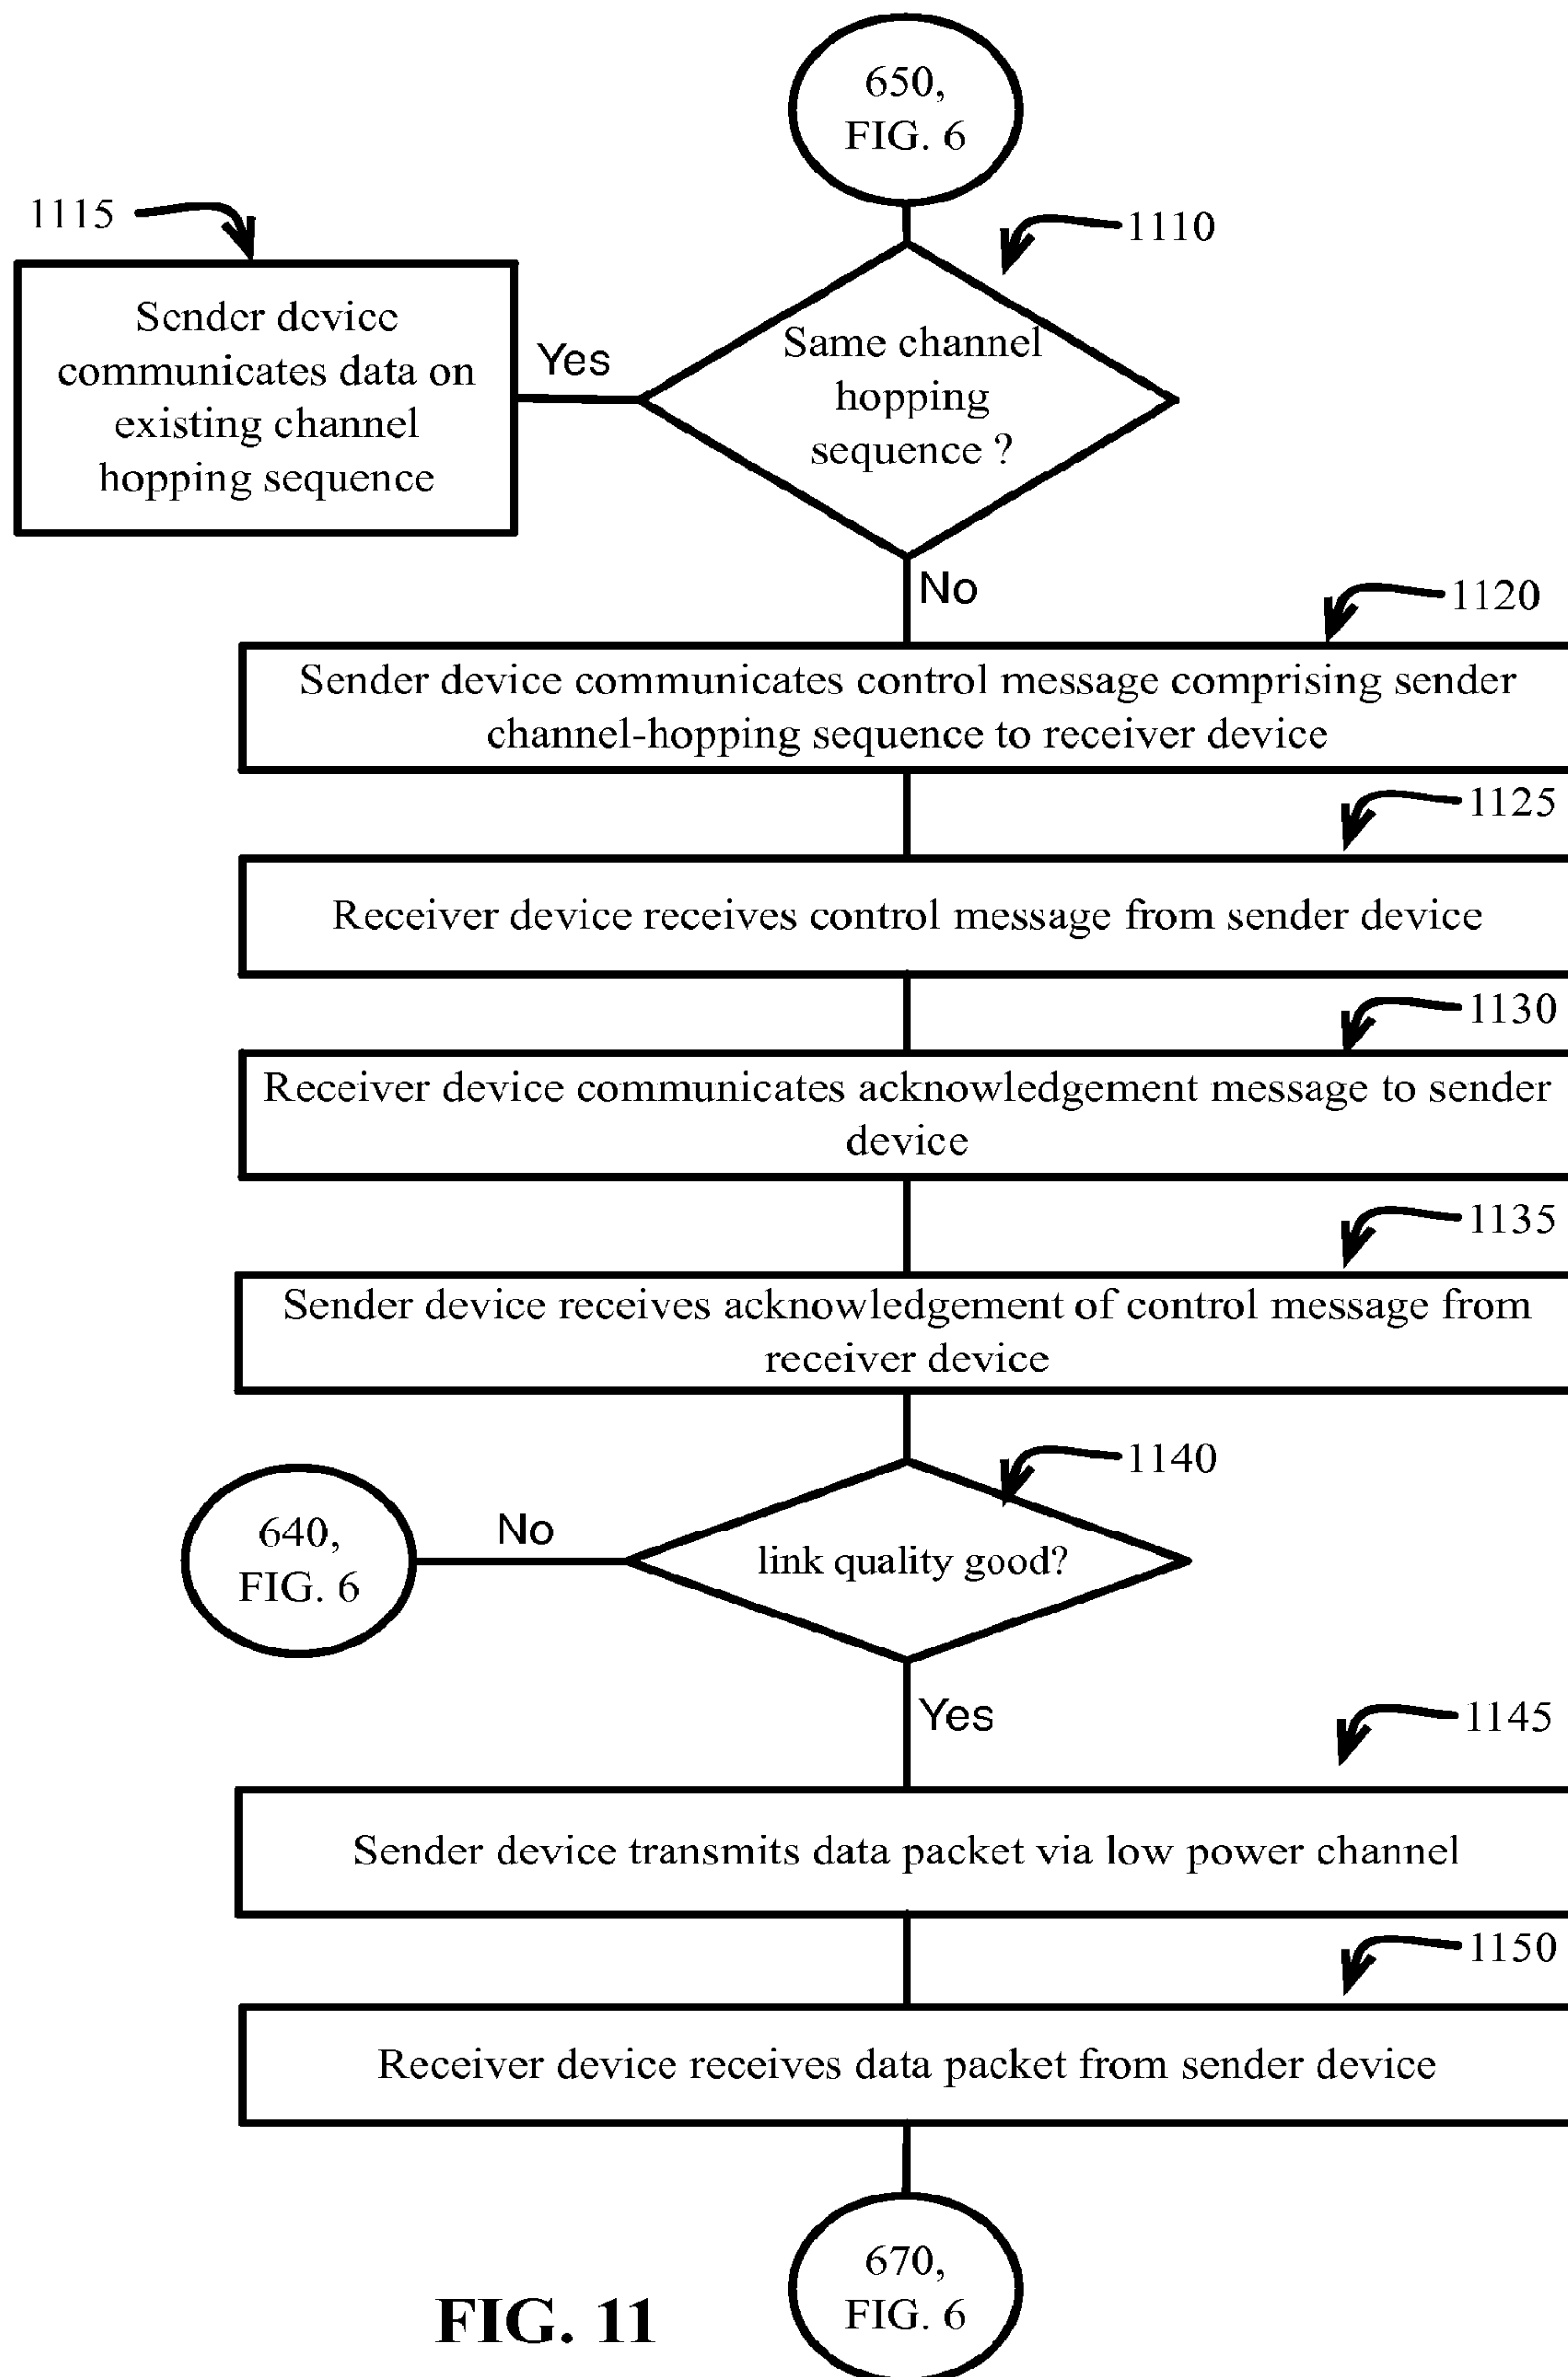 650,
FIG. 6
1115
1110
Sender device
communicates data on
existing channel
hopping sequence
Yes
Same channel
hopping
sequence ?
No
1120
Sender device communicates control message comprising sender
channel-hopping sequence to receiver device
1125
Receiver device receives control message from sender device
1130
Receiver device communicates acknowledgement message to sender
device
1135
Sender device receives acknowledgement of control message from
receiver device
1140
640,
FIG. 6
No
link quality good?
Yes
1145
Sender device transmits data packet via low power channel
1150
Receiver device receives data packet from sender device
670,
FIG. 6
FIG. 11